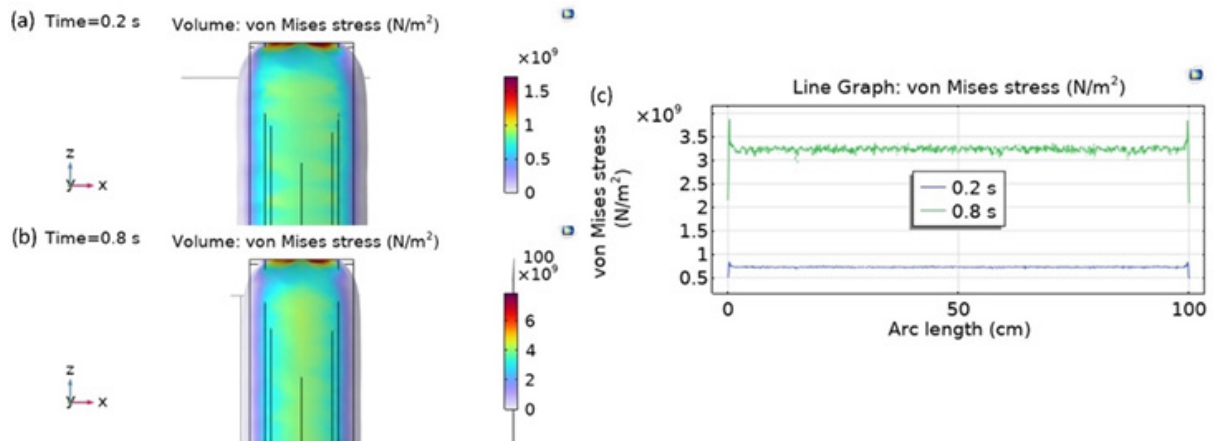 (a) Time=0.2 s Volume: von Mises stress (N/m²)
×10⁹
1.5
1
0.5
0
z
y x
(b) Time=0.8 s Volume: von Mises stress (N/m²)
100
×10⁹
6
4
2
0
z
y x
(c)
Line Graph: von Mises stress (N/m²)
×10⁹
von Mises stress
(N/m²)
3.5
3
2.5
2
1.5
1
0.5
0.2 s
0.8 s
0 50 100
Arc length (cm)